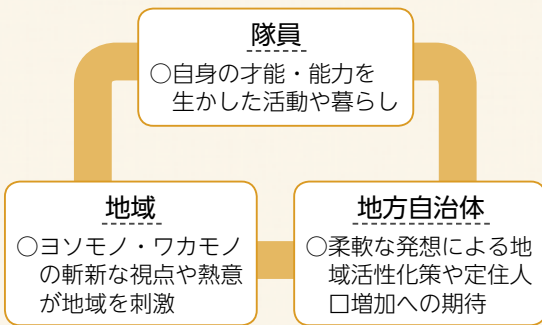 隊員
○自身の才能・能力を
生かした活動や暮らし
地域
○ヨソモノ・ワカモノ
の斬新な視点や熱意
が地域を刺激
地方自治体
○柔軟な発想による地
域活性化策や定住人
口増加への期待